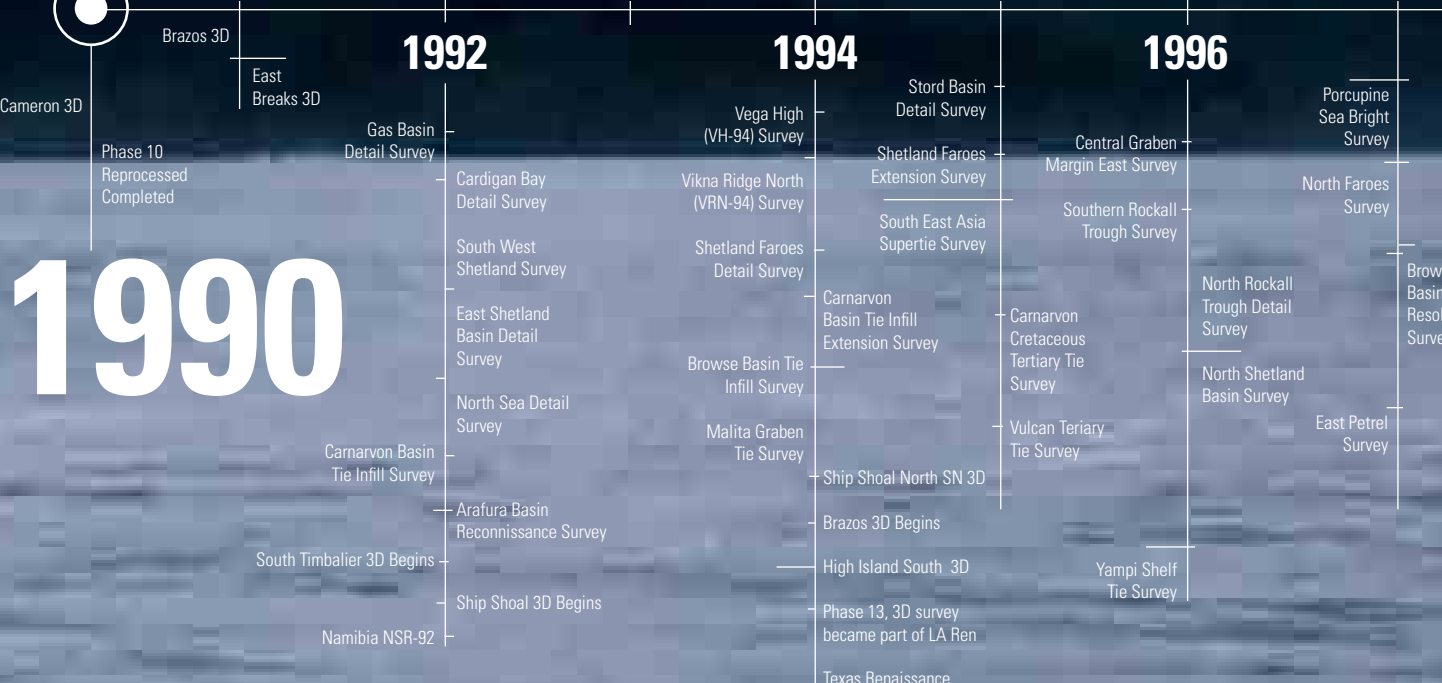 Cameron 3D
Phase 10
Reprocessed
Completed
1990
Brazos 3D
East
Breaks 3D
1992
Gas Basin
Detail Survey
Cardigan Bay
Detail Survey
South West
Shetland Survey
East Shetland
Basin Detail
Survey
North Sea Detail
Survey
Carnarvon Basin
Tie Infill Survey
Arafura Basin
Reconnissance Survey
South Timbalier 3D Begins
Ship Shoal 3D Begins
Namibia NSR-92
1994
Vega High
(VH-94) Survey
Vikna Ridge North
(VRN-94) Survey
Shetland Faroes
Detail Survey
Carnarvon
Basin Tie Infill
Extension Survey
Browse Basin Tie
Infill Survey
Malita Graben
Tie Survey
Ship Shoal North SN 3D
Brazos 3D Begins
High Island South 3D
Phase 13, 3D survey
became part of LA Ren
Texas Renaissance
Stord Basin
Detail Survey
Shetland Faroes
Extension Survey
South East Asia
Supertie Survey
Carnarvon
Cretaceous
Tertiary Tie
Survey
Vulcan Teriary
Tie Survey
1996
Central Graben
Margin East Survey
Southern Rockall
Trough Survey
North Rockall
Trough Detail
Survey
North Shetland
Basin Survey
Yampi Shelf
Tie Survey
Porcupine
Sea Bright
Survey
North Faroes
Survey
Brow
Basin
Resol
Surve
East Petrel
Survey